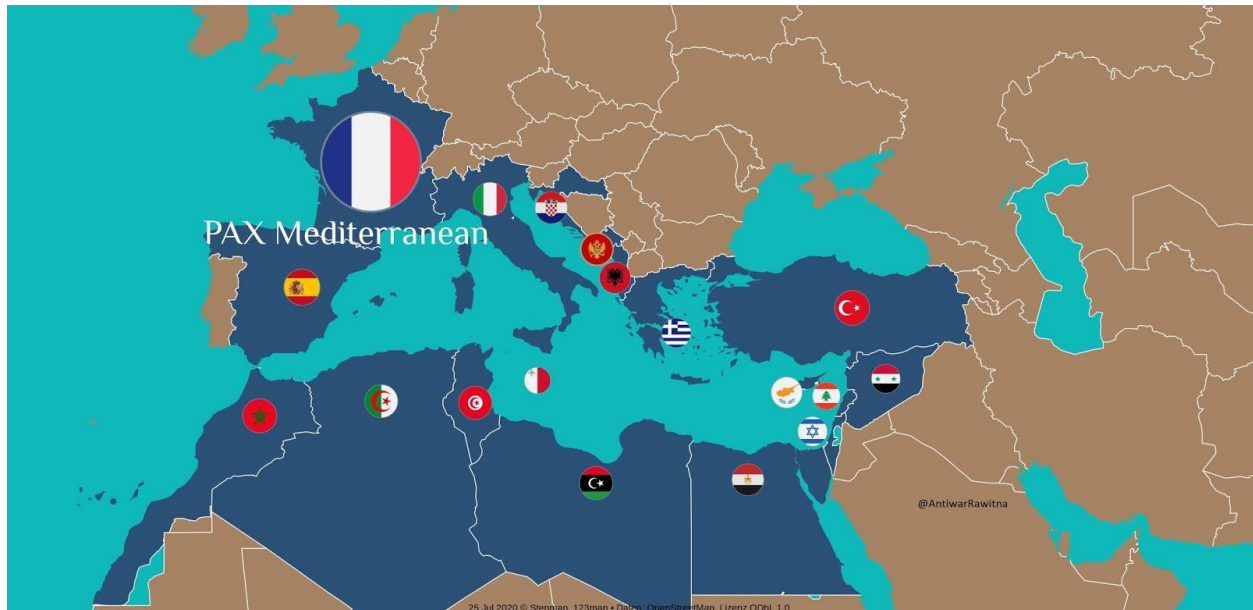 PAX Mediterranean
@AntiwarRawitna
25 Jul 2020 © Stepmap, 123map • Daten: OpenStreetMap, Lizenz ODbL 1.0